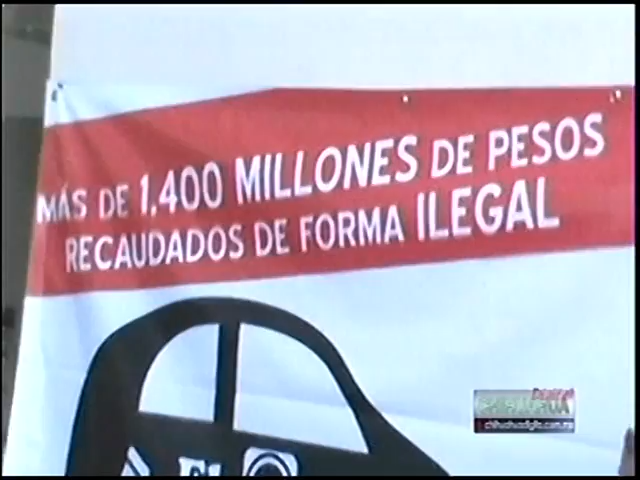 MÁS DE 1,400 MILLONES DE PESOS
RECAUDADOS DE FORMA ILEGAL